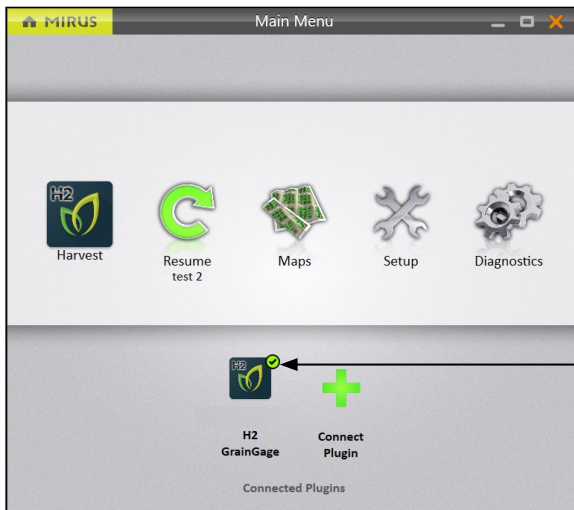 MIRUS
Main Menu
H2
Harvest
Resume
test 2
Maps
Setup
Diagnostics
H2
H2
GrainGage
Connect
Plugin
Connected Plugins